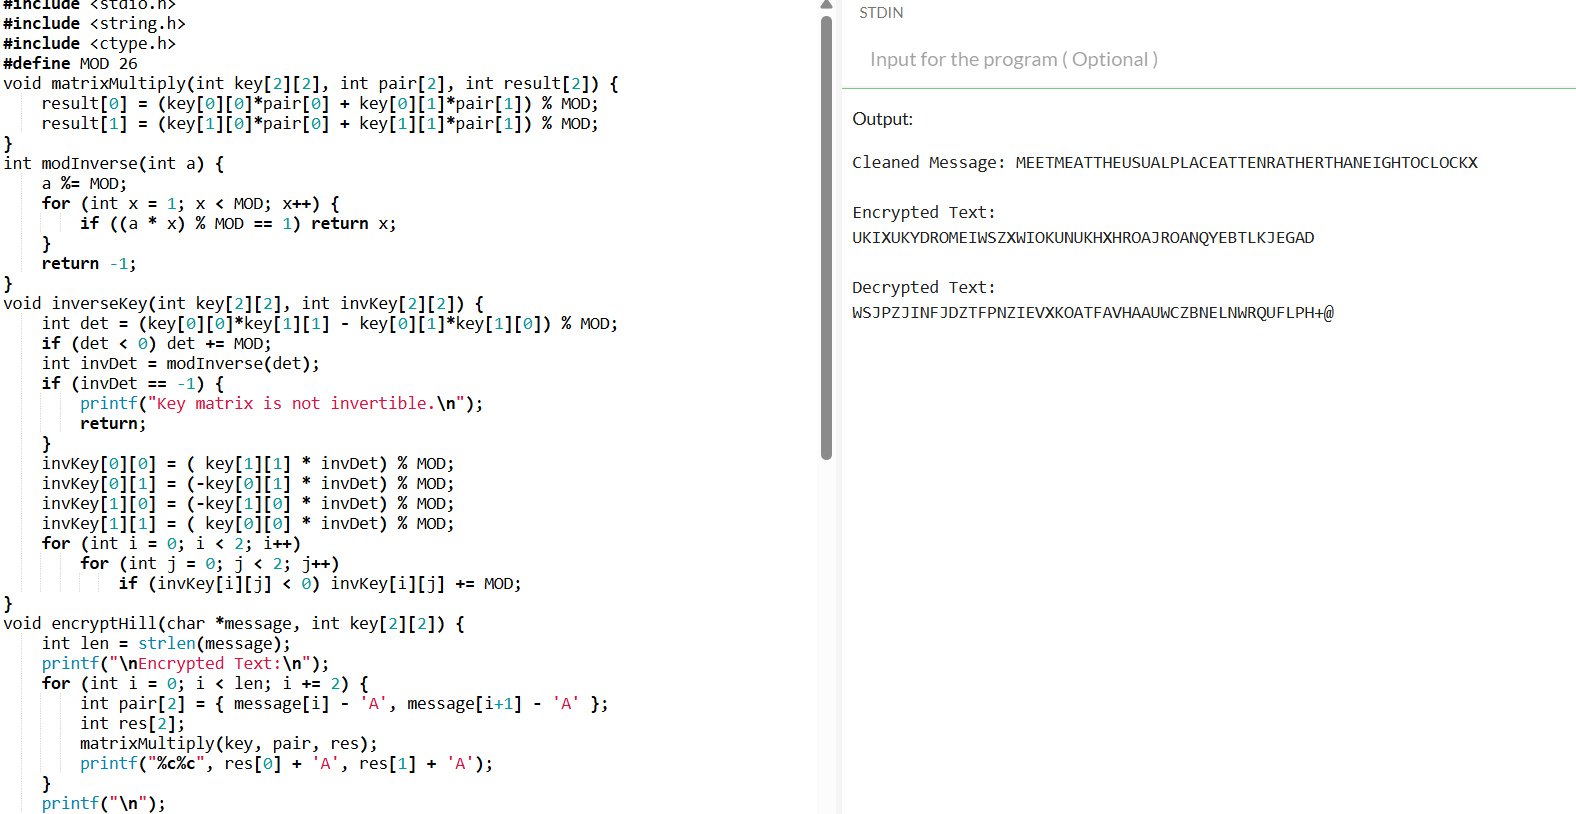 #include <stdio.h>
#include <string.h>
#include <ctype.h>
#define MOD 26
void matrixMultiply(int key[2][2], int pair[2], int result[2]) {
    result[0] = (key[0][0]*pair[0] + key[0][1]*pair[1]) % MOD;
    result[1] = (key[1][0]*pair[0] + key[1][1]*pair[1]) % MOD;
}
int modInverse(int a) {
    a %= MOD;
    for (int x = 1; x < MOD; x++) {
        if ((a * x) % MOD == 1) return x;
    }
    return -1;
}
void inverseKey(int key[2][2], int invKey[2][2]) {
    int det = (key[0][0]*key[1][1] - key[0][1]*key[1][0]) % MOD;
    if (det < 0) det += MOD;
    int invDet = modInverse(det);
    if (invDet == -1) {
        printf("Key matrix is not invertible.\n");
        return;
    }
    invKey[0][0] = ( key[1][1] * invDet) % MOD;
    invKey[0][1] = (-key[0][1] * invDet) % MOD;
    invKey[1][0] = (-key[1][0] * invDet) % MOD;
    invKey[1][1] = ( key[0][0] * invDet) % MOD;
    for (int i = 0; i < 2; i++)
        for (int j = 0; j < 2; j++)
            if (invKey[i][j] < 0) invKey[i][j] += MOD;
}
void encryptHill(char *message, int key[2][2]) {
    int len = strlen(message);
    printf("\nEncrypted Text:\n");
    for (int i = 0; i < len; i += 2) {
        int pair[2] = { message[i] - 'A', message[i+1] - 'A' };
        int res[2];
        matrixMultiply(key, pair, res);
        printf("%c%c", res[0] + 'A', res[1] + 'A');
    }
    printf("\n");
STDIN
Input for the program ( Optional )
Output:
Cleaned Message: MEETMEATTHEUSUALPLACEATTENRATHERTHANEIGHTOCLOCKX
Encrypted Text:
UKIXUKYDROMEIWSZXWIOKUNUKHXHROAJROANQYEBTLKJEGAD
Decrypted Text:
WSJPZJINFJDZTFPNZIEVXKOATFAVHAAUWCZBNELNWRQUFLPH+@